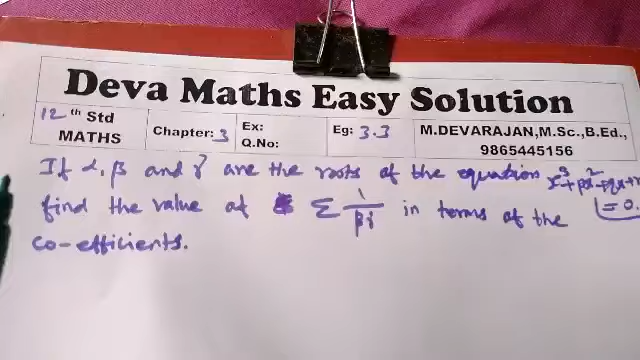 Deva Maths Easy Solution
12th Std MATHS
Chapter: 3
Ex:
Q.No:
Eg: 3.3
M.DEVARAJAN,M.Sc.,B.Ed.,
9865445156
If α, β and γ are the roots of the equation x³+px²+qx+r
find the value of Σ 1/βγ in terms of the =0.
co-efficients.